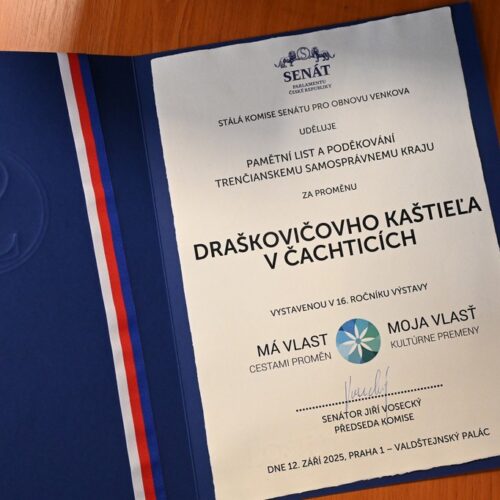 SENÁT
PARLAMENTU
ČESKÉ REPUBLIKY
STÁLÁ KOMISE SENÁTU PRO OBNOVU VENKOVA
UDĚLUJE
PAMĚTNÍ LIST A PODĚKOVÁNÍ
TRENČIANSKEMU SAMOSPRÁVNEMU KRAJU
ZA PROMĚNU
DRAŠKOVIČOVHO KAŠTIEĽA
V ČACHTICÍCH
VYSTAVENOU V 16. ROČNÍKU VÝSTAVY
MÁ VLAST
CESTAMI PROMĚN
MOJA VLASŤ
KULTÚRNE PREMENY
SENÁTOR JIŘÍ VOSECKÝ
PŘEDSEDA KOMISE
DNE 12. ZÁŘÍ 2025, PRAHA 1 – VALDŠTEJNSKÝ PALÁC